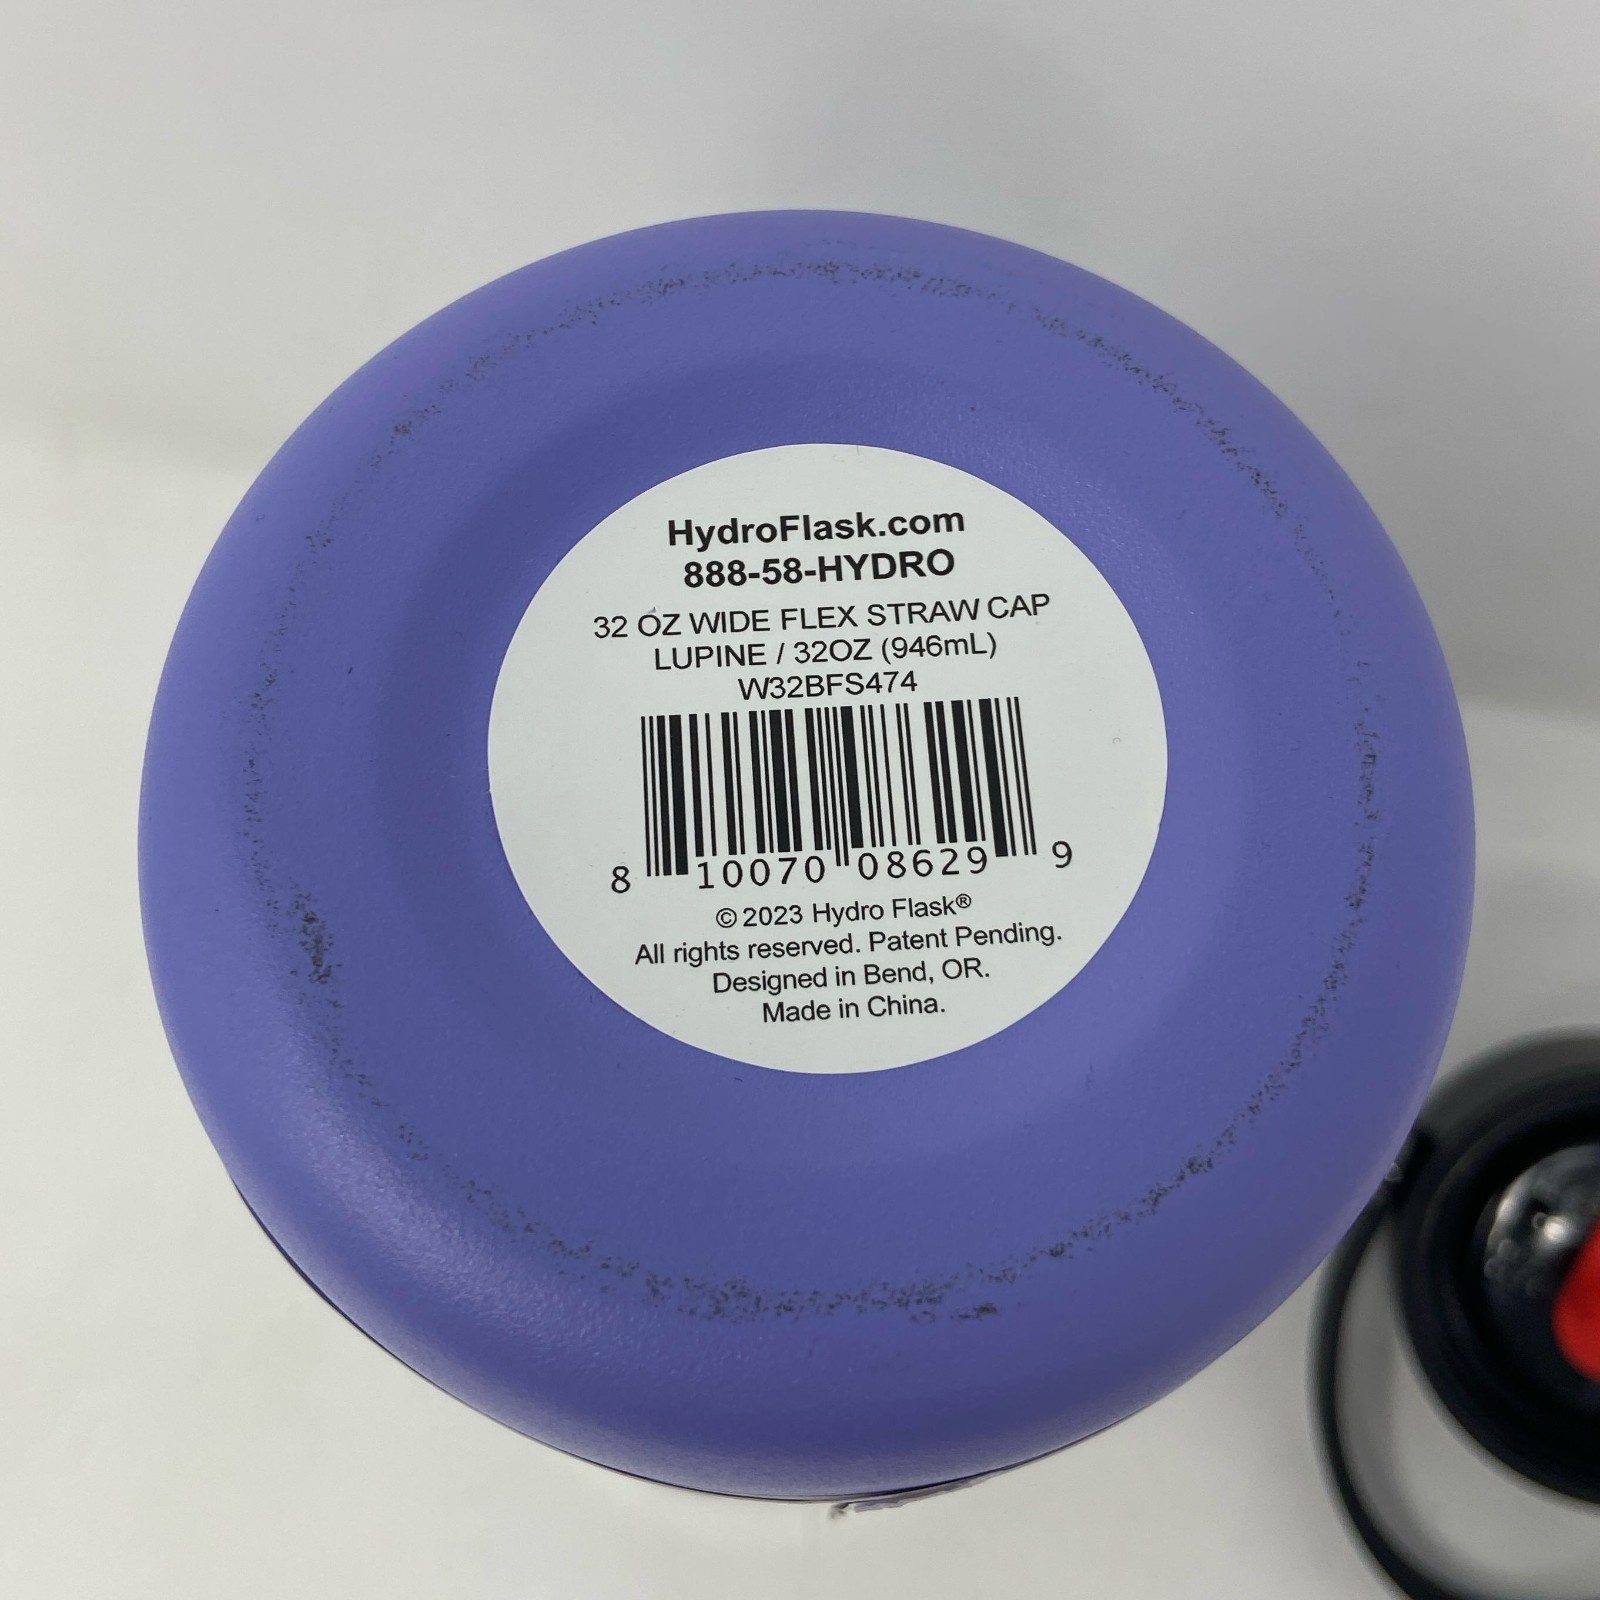 HydroFlask.com
888-58-HYDRO
32 OZ WIDE FLEX STRAW CAP
LUPINE / 32OZ (946mL)
W32BFS474
8 10070 08629 9
© 2023 Hydro Flask®
All rights reserved. Patent Pending.
Designed in Bend, OR.
Made in China.